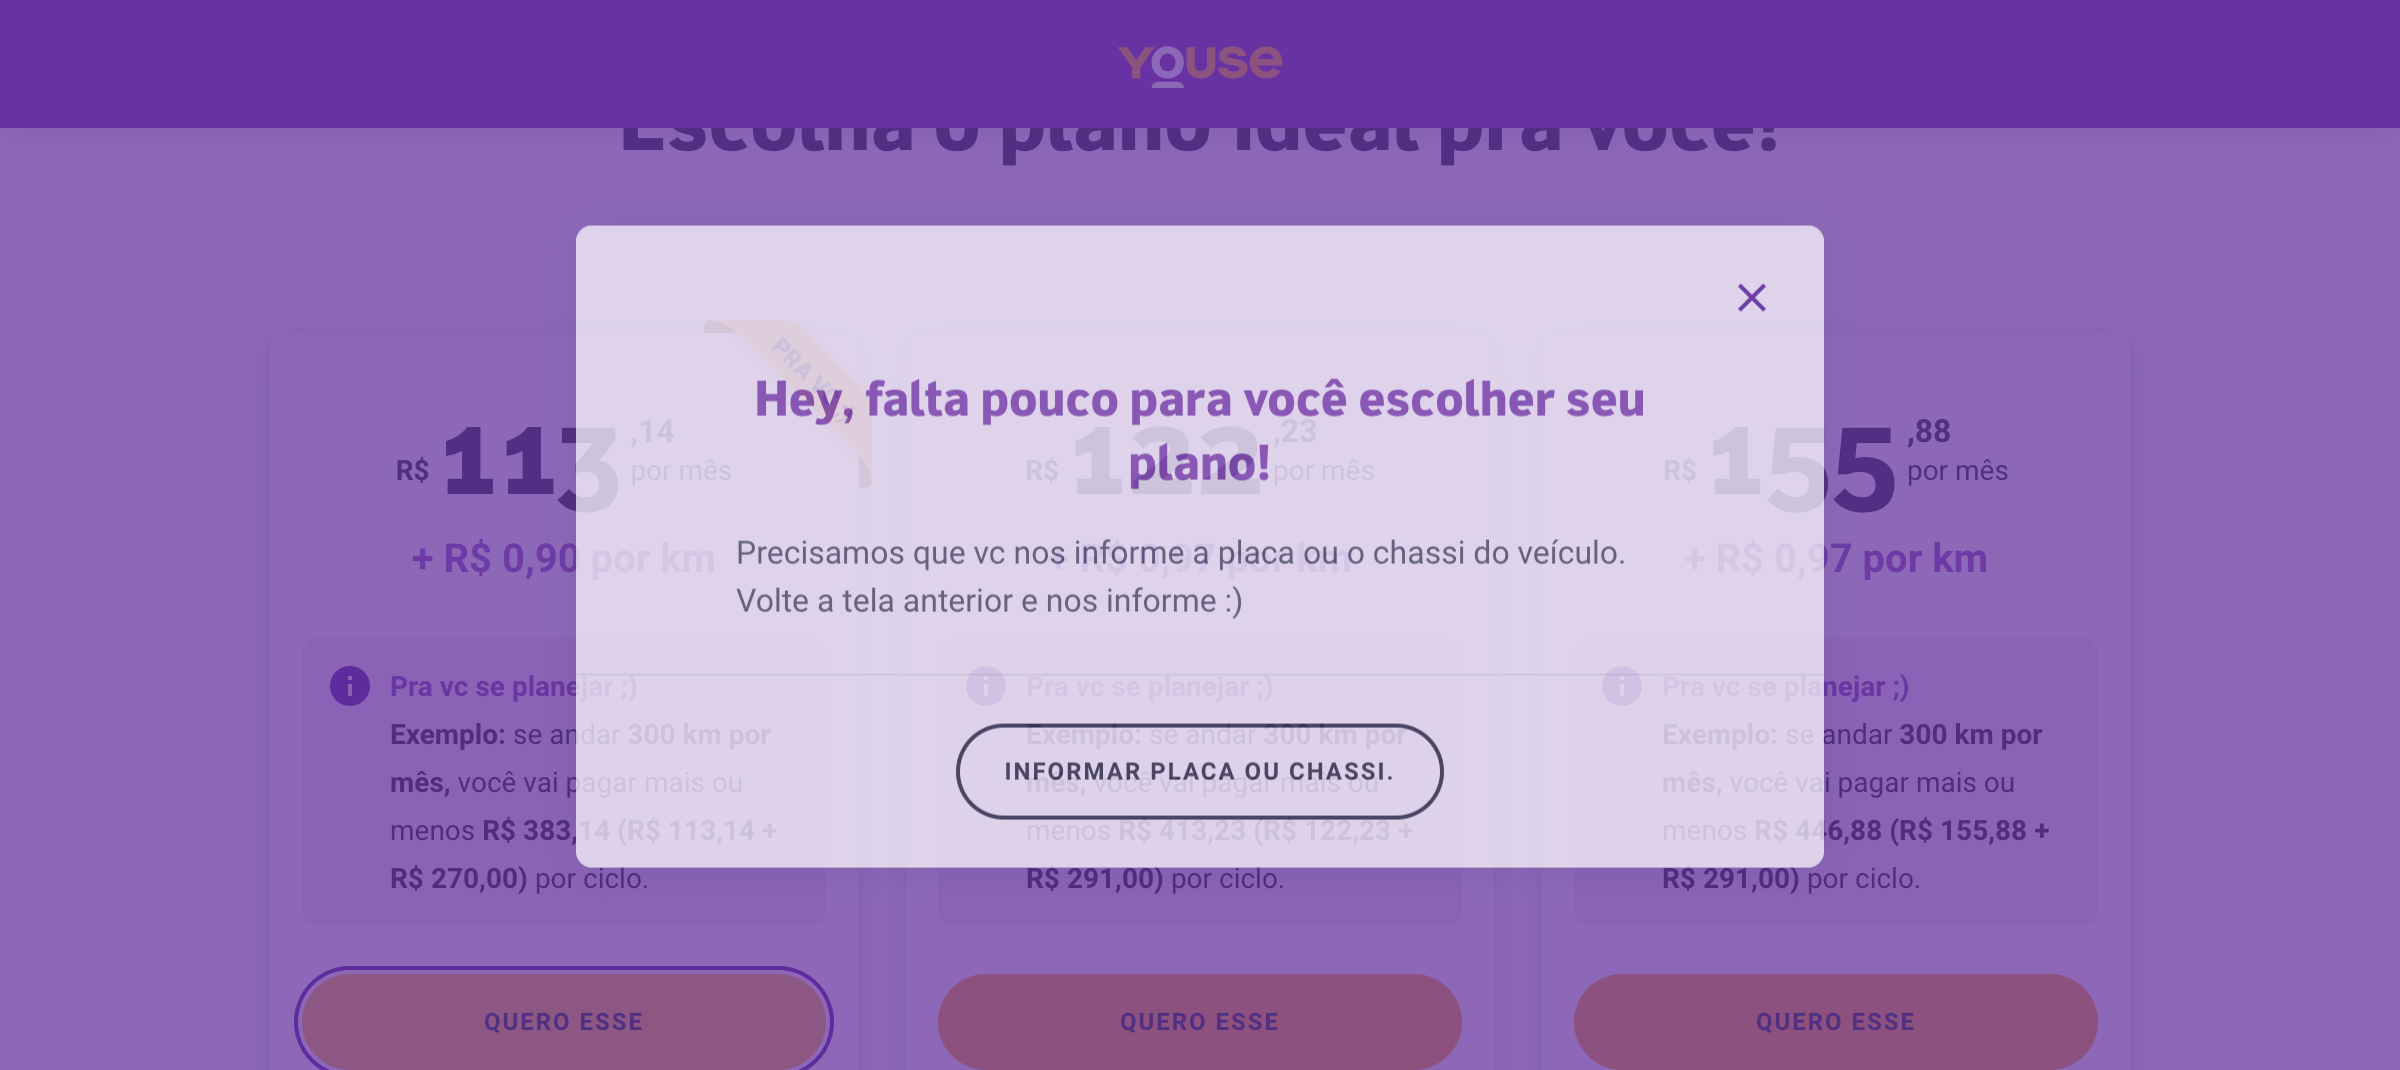 youse
Escolha o plano ideal pra você!
PRA V
Hey, falta pouco para você escolher seu
plano!
Precisamos que vc nos informe a placa ou o chassi do veículo.
Volte a tela anterior e nos informe :)
INFORMAR PLACA OU CHASSI.
R$ 113,14
por mês
+ R$ 0,90 por km
Pra vc se planejar ;)
Exemplo: se andar 300 km por
mês, você vai pagar mais ou
menos R$ 383,14 (R$ 113,14 +
R$ 270,00) por ciclo.
QUERO ESSE
R$ 122,23
por mês
+ R$ 0,97 por km
Pra vc se planejar ;)
Exemplo: se andar 300 km por
mês, você vai pagar mais ou
menos R$ 413,23 (R$ 122,23 +
R$ 291,00) por ciclo.
QUERO ESSE
R$ 155,88
por mês
+ R$ 0,97 por km
Pra vc se planejar ;)
Exemplo: se andar 300 km por
mês, você vai pagar mais ou
menos R$ 446,88 (R$ 155,88 +
R$ 291,00) por ciclo.
QUERO ESSE